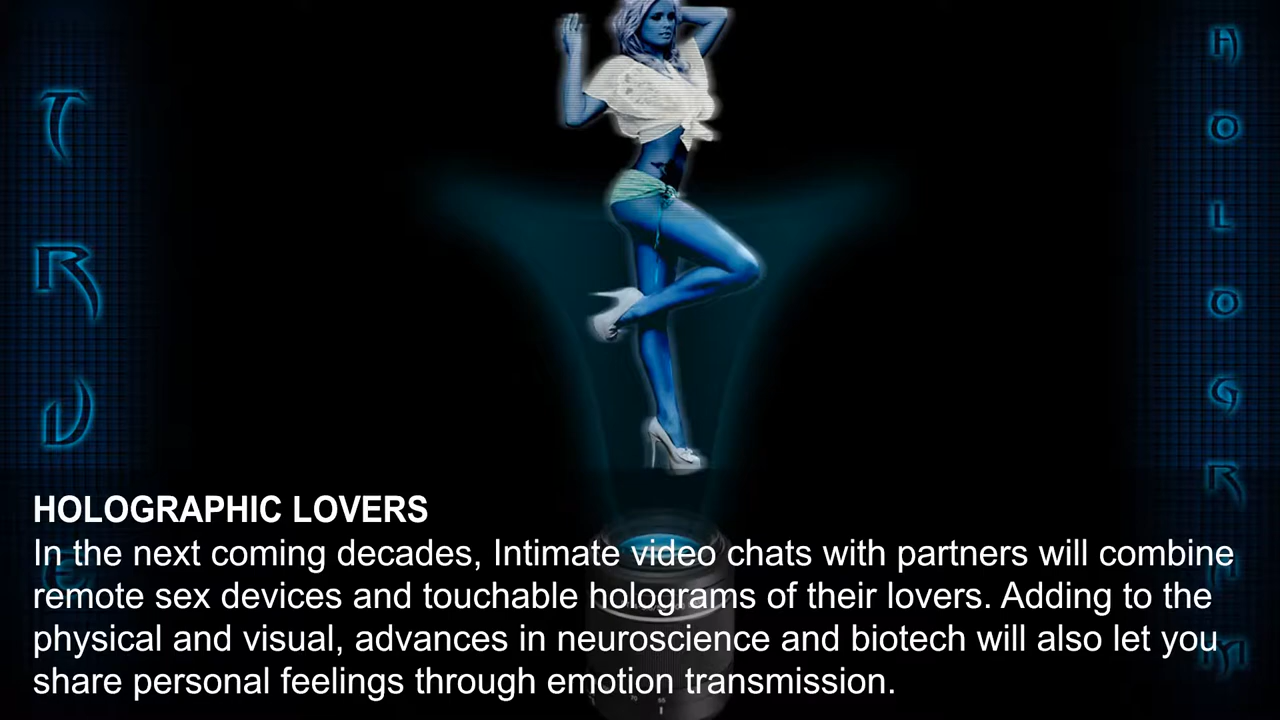 TRUE
HOLOGRAM
HOLOGRAPHIC LOVERS
In the next coming decades, Intimate video chats with partners will combine
remote sex devices and touchable holograms of their lovers. Adding to the
physical and visual, advances in neuroscience and biotech will also let you
share personal feelings through emotion transmission.